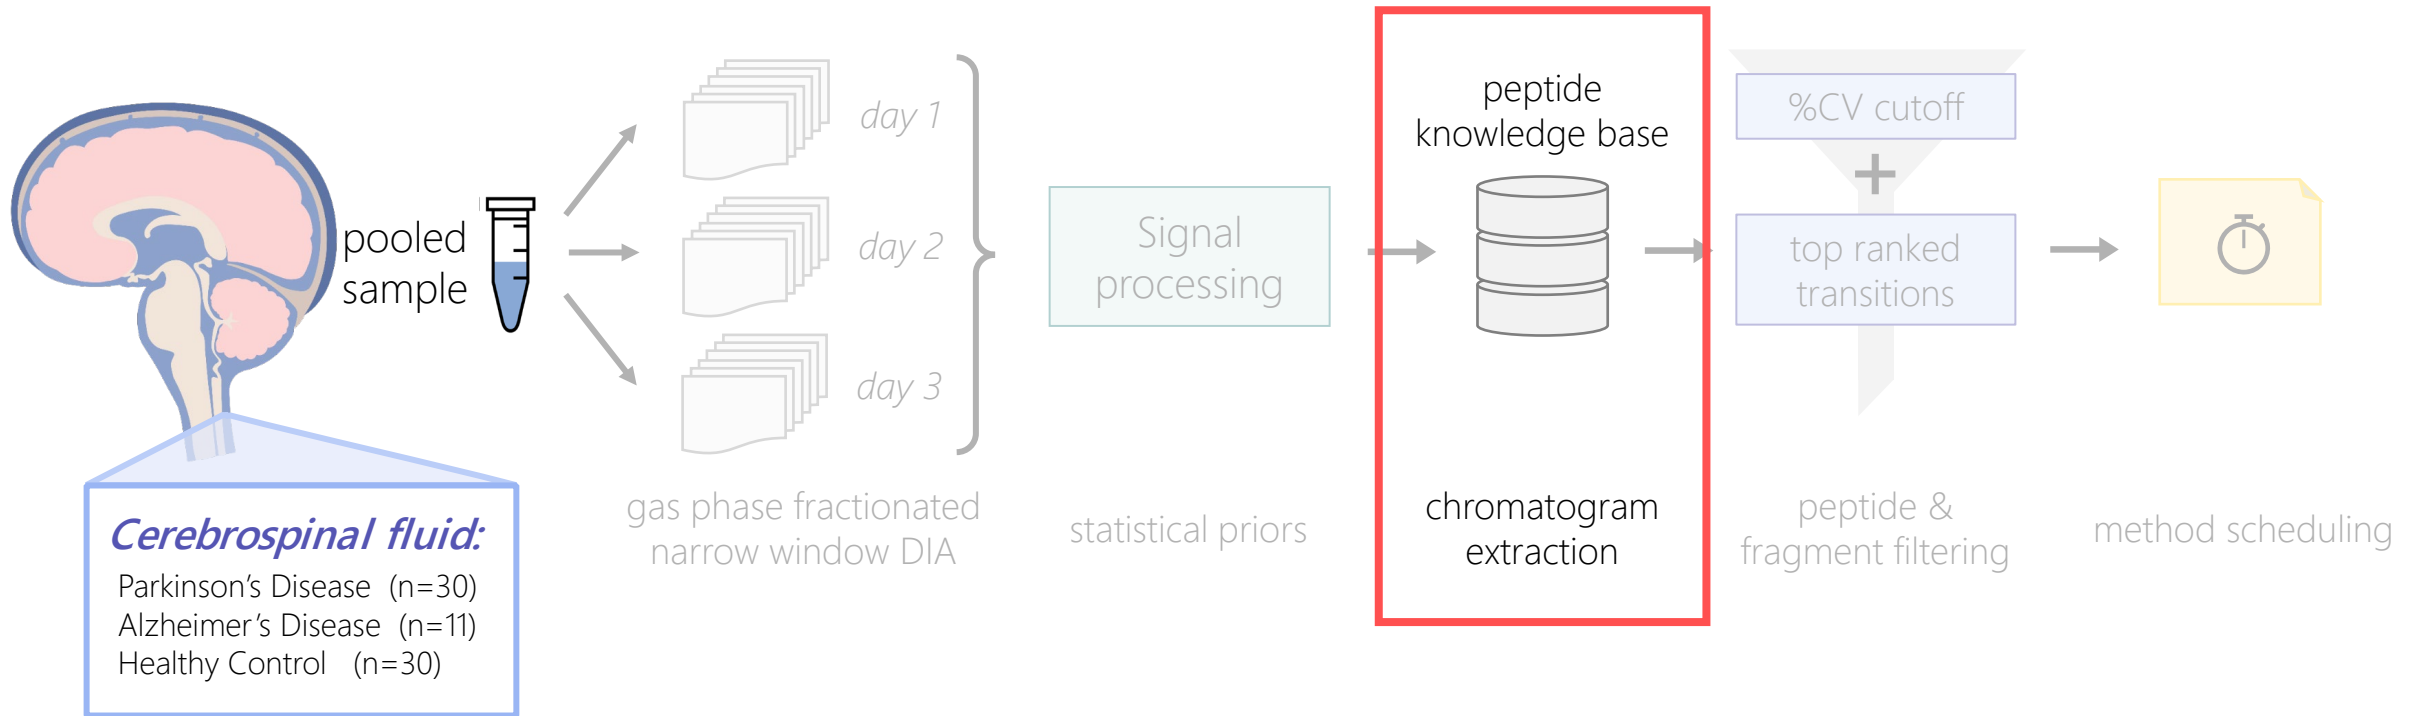 pooled
sample
Cerebrospinal fluid:
Parkinson's Disease (n=30)
Alzheimer's Disease (n=11)
Healthy Control (n=30)
day 1
day 2
day 3
gas phase fractionated
narrow window DIA
Signal
processing
statistical priors
peptide
knowledge base
chromatogram
extraction
%CV cutoff
+
top ranked
transitions
peptide &
fragment filtering
method scheduling